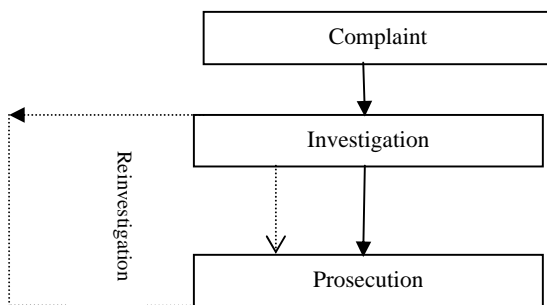 Complaint
Investigation
Reinvestigation
Prosecution